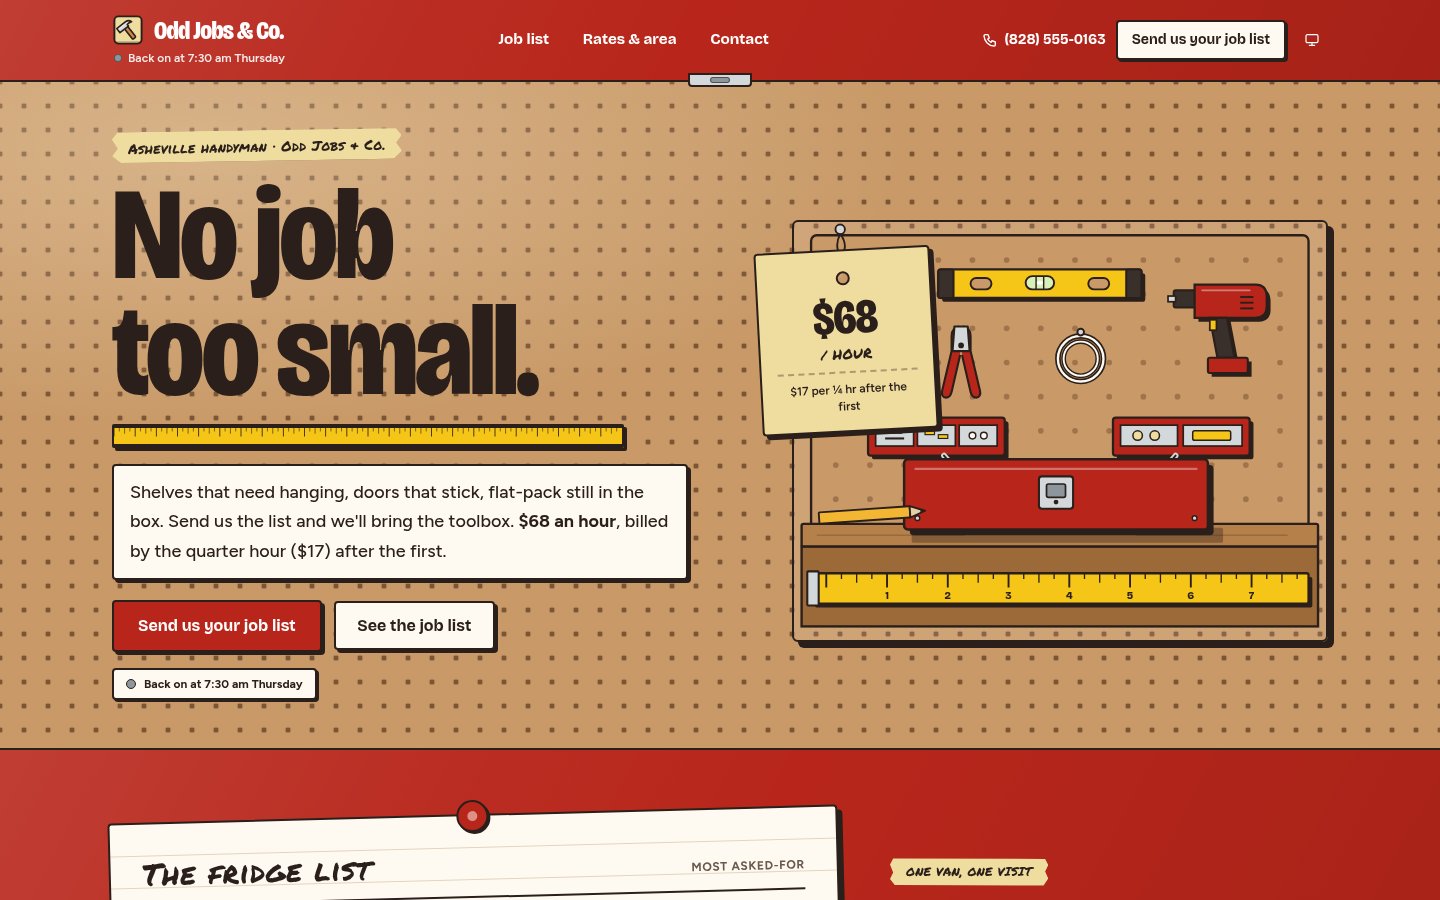 Odd Jobs & Co.
Back on at 7:30 am Thursday
Job list
Rates & area
Contact
(828) 555-0163
Send us your job list
Asheville handyman · Odd Jobs & Co.
No job
too small.
Shelves that need hanging, doors that stick, flat-pack still in the
box. Send us the list and we'll bring the toolbox. $68 an hour, billed
by the quarter hour ($17) after the first.
Send us your job list
See the job list
Back on at 7:30 am Thursday
$68
/ hour
$17 per ¼ hr after the
first
1 2 3 4 5 6 7
The fridge list
MOST ASKED-FOR
one van, one visit